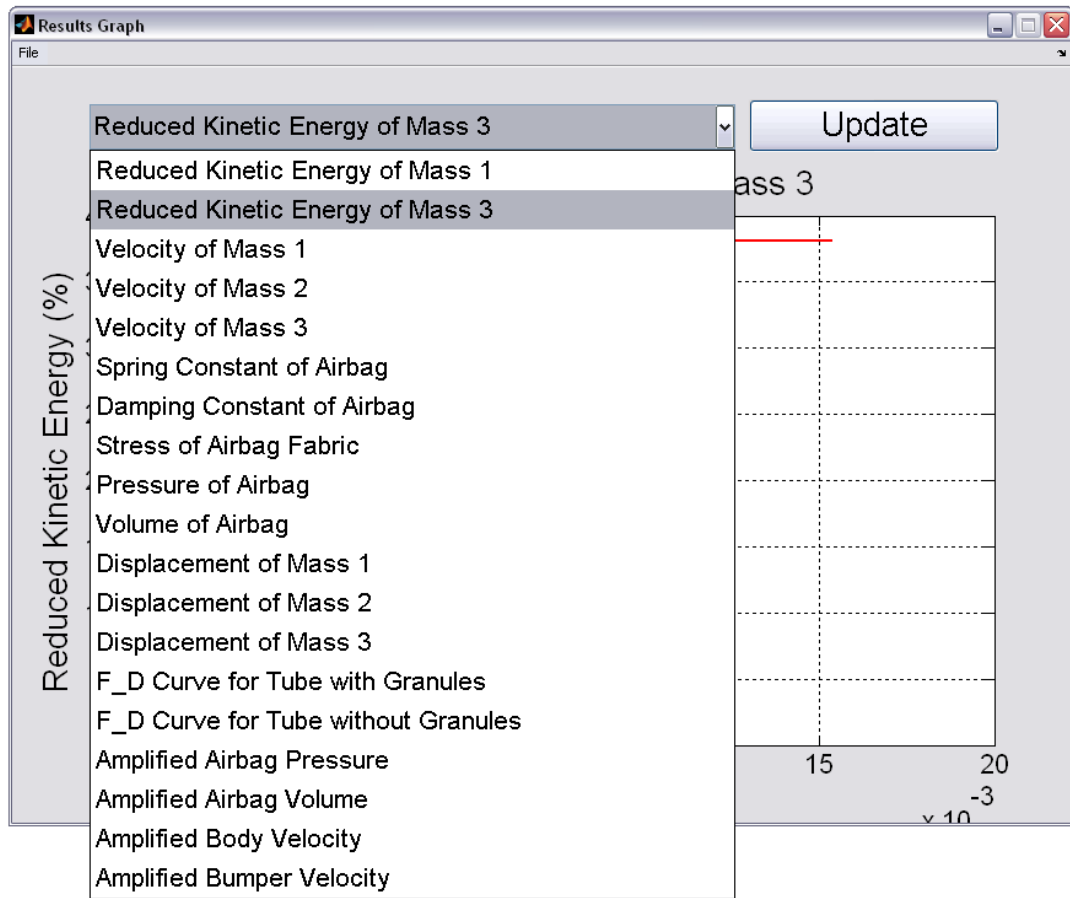 Results Graph
File
Reduced Kinetic Energy of Mass 3
Update
Reduced Kinetic Energy of Mass 1
Reduced Kinetic Energy of Mass 3
Velocity of Mass 1
Velocity of Mass 2
Velocity of Mass 3
Spring Constant of Airbag
Damping Constant of Airbag
Stress of Airbag Fabric
Pressure of Airbag
Volume of Airbag
Displacement of Mass 1
Displacement of Mass 2
Displacement of Mass 3
F_D Curve for Tube with Granules
F_D Curve for Tube without Granules
Amplified Airbag Pressure
Amplified Airbag Volume
Amplified Body Velocity
Amplified Bumper Velocity
ass 3
Reduced Kinetic Energy (%)
15 20
-3
x 10